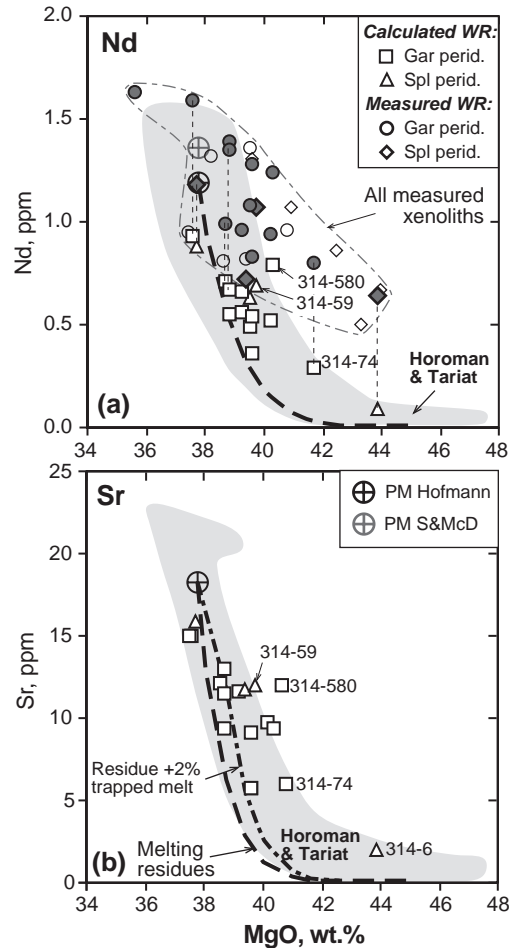 2.0
Nd
Calculated WR:
Gar perid.
Spl perid.
Measured WR:
Gar perid.
Spl perid.
1.5
All measured
xenoliths
Nd, ppm
1.0
314-580
314-59
0.5
314-74
Horoman
& Tariat
(a)
0.0
34 36 38 40 42 44 46 48
25
Sr
PM Hofmann
PM S&McD
20
15
Sr, ppm
314-59
314-580
10
Residue +2%
trapped melt
314-74
5
Horoman
& Tariat
314-6
Melting
residues
(b)
0
34 36 38 40 42 44 46 48
MgO, wt.%